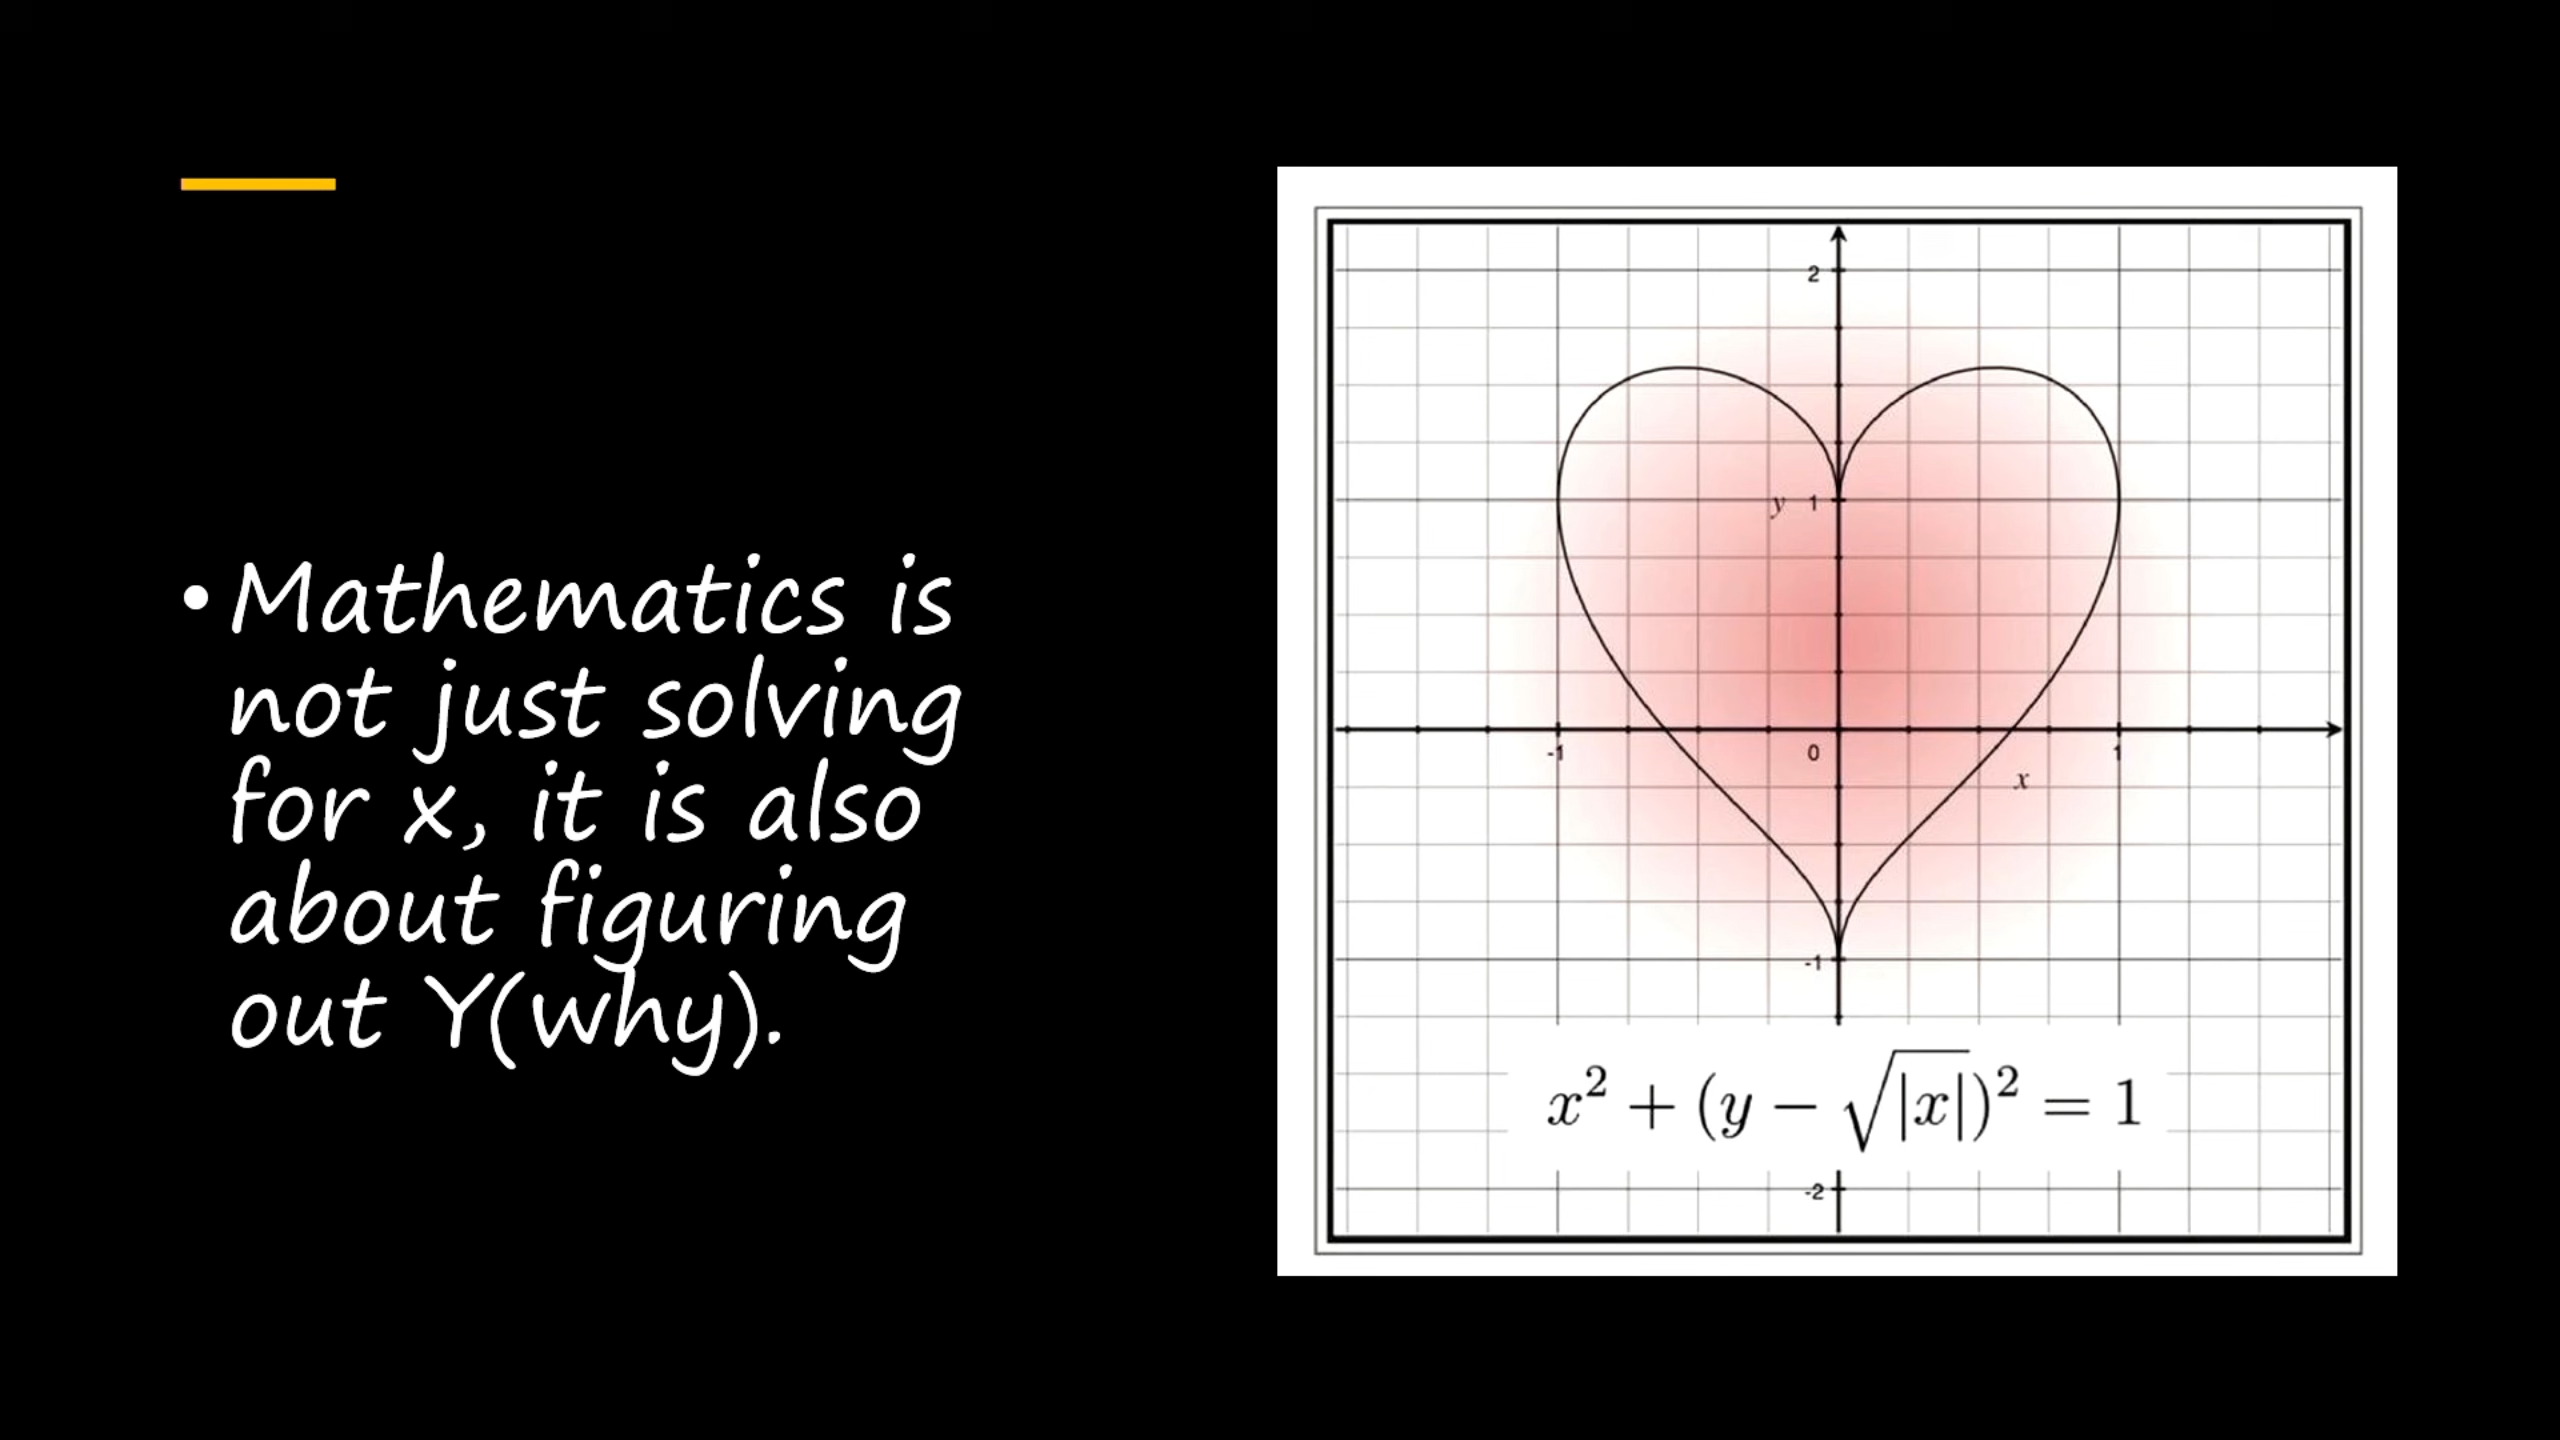 • Mathematics is
not just solving
for x, it is also
about figuring
out Y(why).
2
y 1
-1 0 1
x
-1
x² + (y − √|x|)² = 1
-2